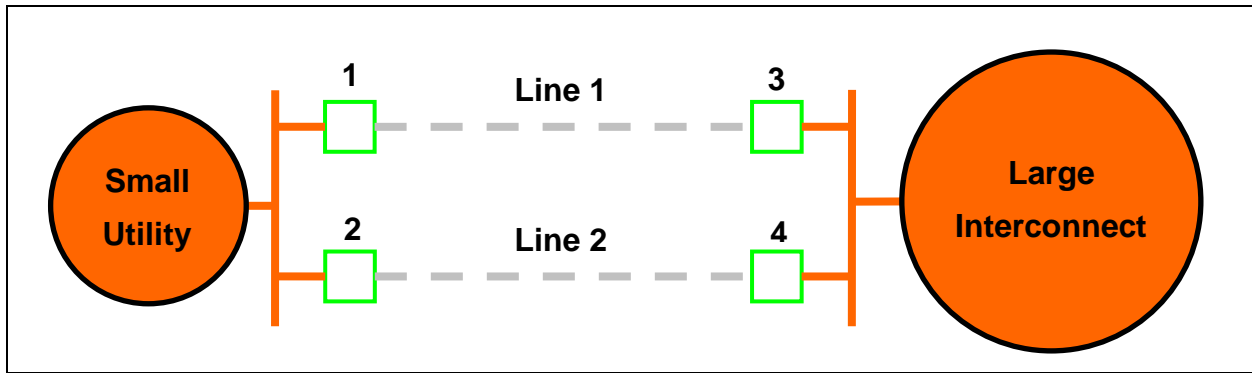 1
Line 1
3
Small
Utility
Large
Interconnect
2
Line 2
4